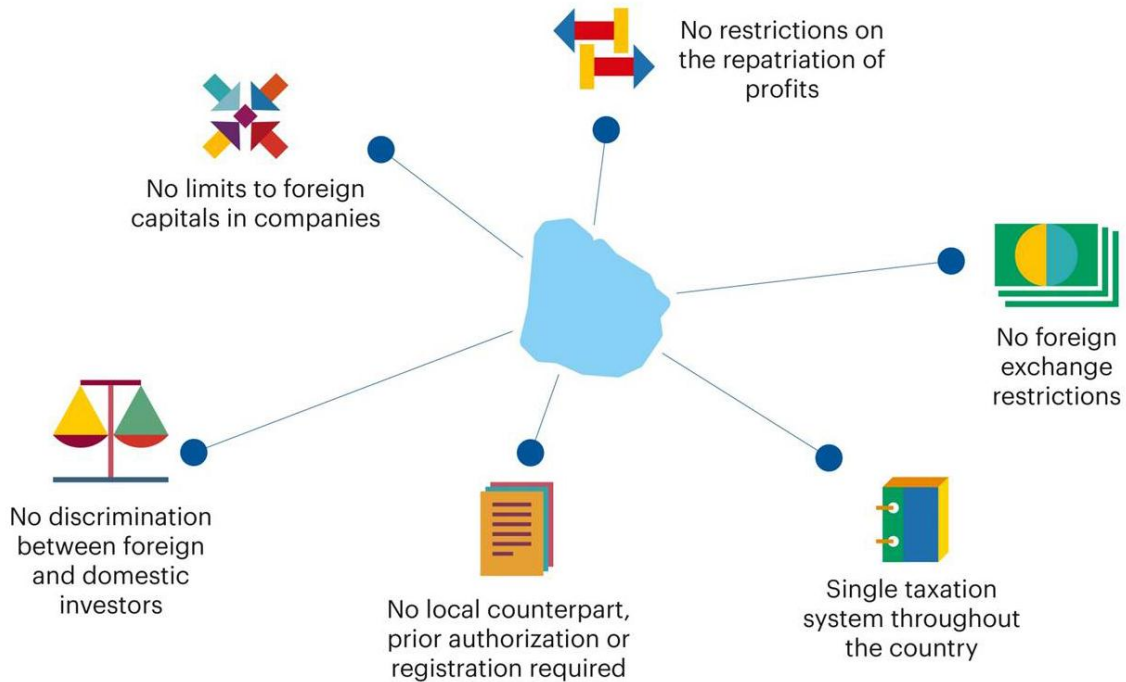 No restrictions on
the repatriation of
profits
No limits to foreign
capitals in companies
No foreign
exchange
restrictions
No discrimination
between foreign
and domestic
investors
No local counterpart,
prior authorization or
registration required
Single taxation
system throughout
the country